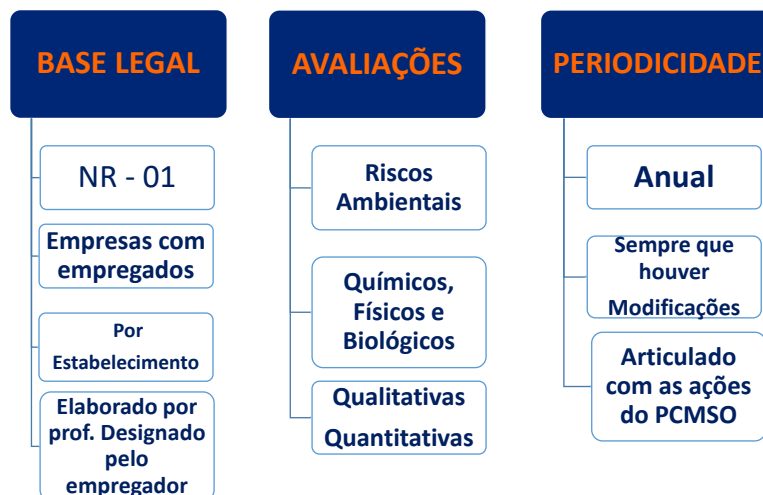 BASE LEGAL
NR - 01
Empresas com
empregados
Por
Estabelecimento
Elaborado por
prof. Designado
pelo
empregador
AVALIAÇÕES
Riscos
Ambientais
Químicos,
Físicos e
Biológicos
Qualitativas
Quantitativas
PERIODICIDADE
Anual
Sempre que
houver
Modificações
Articulado
com as ações
do PCMSO